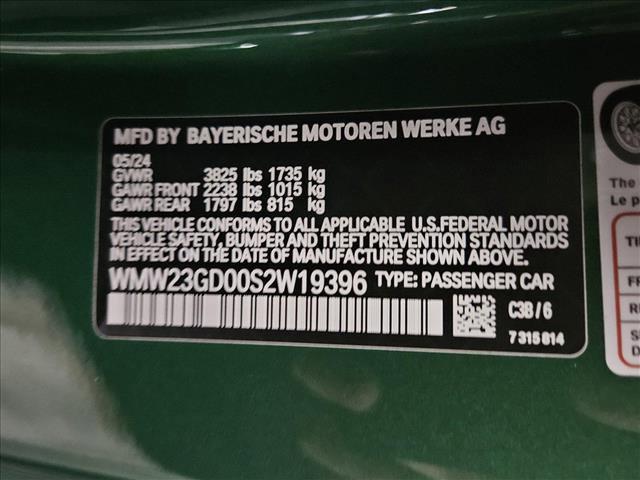 MFD BY BAYERISCHE MOTOREN WERKE AG
05/24
GVWR 3825 lbs 1735 kg
GAWR FRONT 2238 lbs 1015 kg
GAWR REAR 1797 lbs 815 kg
THIS VEHICLE CONFORMS TO ALL APPLICABLE U.S.FEDERAL MOTOR
VEHICLE SAFETY, BUMPER AND THEFT PREVENTION STANDARDS
IN EFFECT ON THE DATE OF MANUFACTURE SHOWN ABOVE.
WMW23GD00S2W19396 TYPE: PASSENGER CAR
C3B/6
7315814
The
Le p